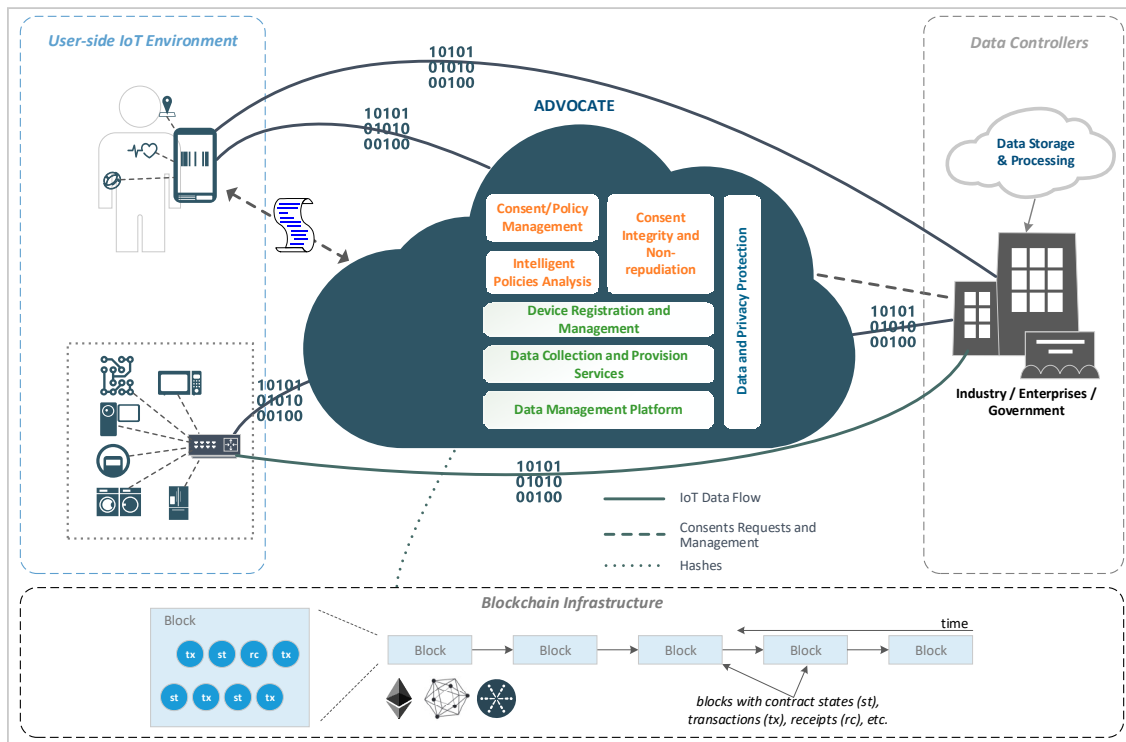 User-side IoT Environment
Data Controllers
10101
01010
00100
10101
01010
00100
ADVOCATE
Data Storage
& Processing
Consent/Policy
Management
Consent
Integrity and
Non-
repudiation
Intelligent
Policies Analysis
Device Registration and
Management
Data Collection and Provision
Services
Data Management Platform
Data and Privacy Protection
10101
01010
00100
Industry / Enterprises /
Government
10101
01010
00100
10101
01010
00100
IoT Data Flow
Consents Requests and
Management
Hashes
Blockchain Infrastructure
Block
tx
st
rc
tx
st
tx
st
tx
Block
Block
Block
Block
Block
time
blocks with contract states (st),
transactions (tx), receipts (rc), etc.